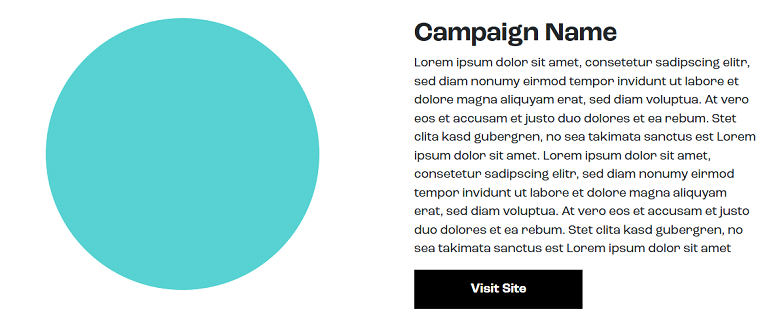 Campaign Name
Lorem ipsum dolor sit amet, consetetur sadipscing elitr,
sed diam nonumy eirmod tempor invidunt ut labore et
dolore magna aliquyam erat, sed diam voluptua. At vero
eos et accusam et justo duo dolores et ea rebum. Stet
clita kasd gubergren, no sea takimata sanctus est Lorem
ipsum dolor sit amet. Lorem ipsum dolor sit amet,
consetetur sadipscing elitr, sed diam nonumy eirmod
tempor invidunt ut labore et dolore magna aliquyam
erat, sed diam voluptua. At vero eos et accusam et justo
duo dolores et ea rebum. Stet clita kasd gubergren, no
sea takimata sanctus est Lorem ipsum dolor sit amet
Visit Site